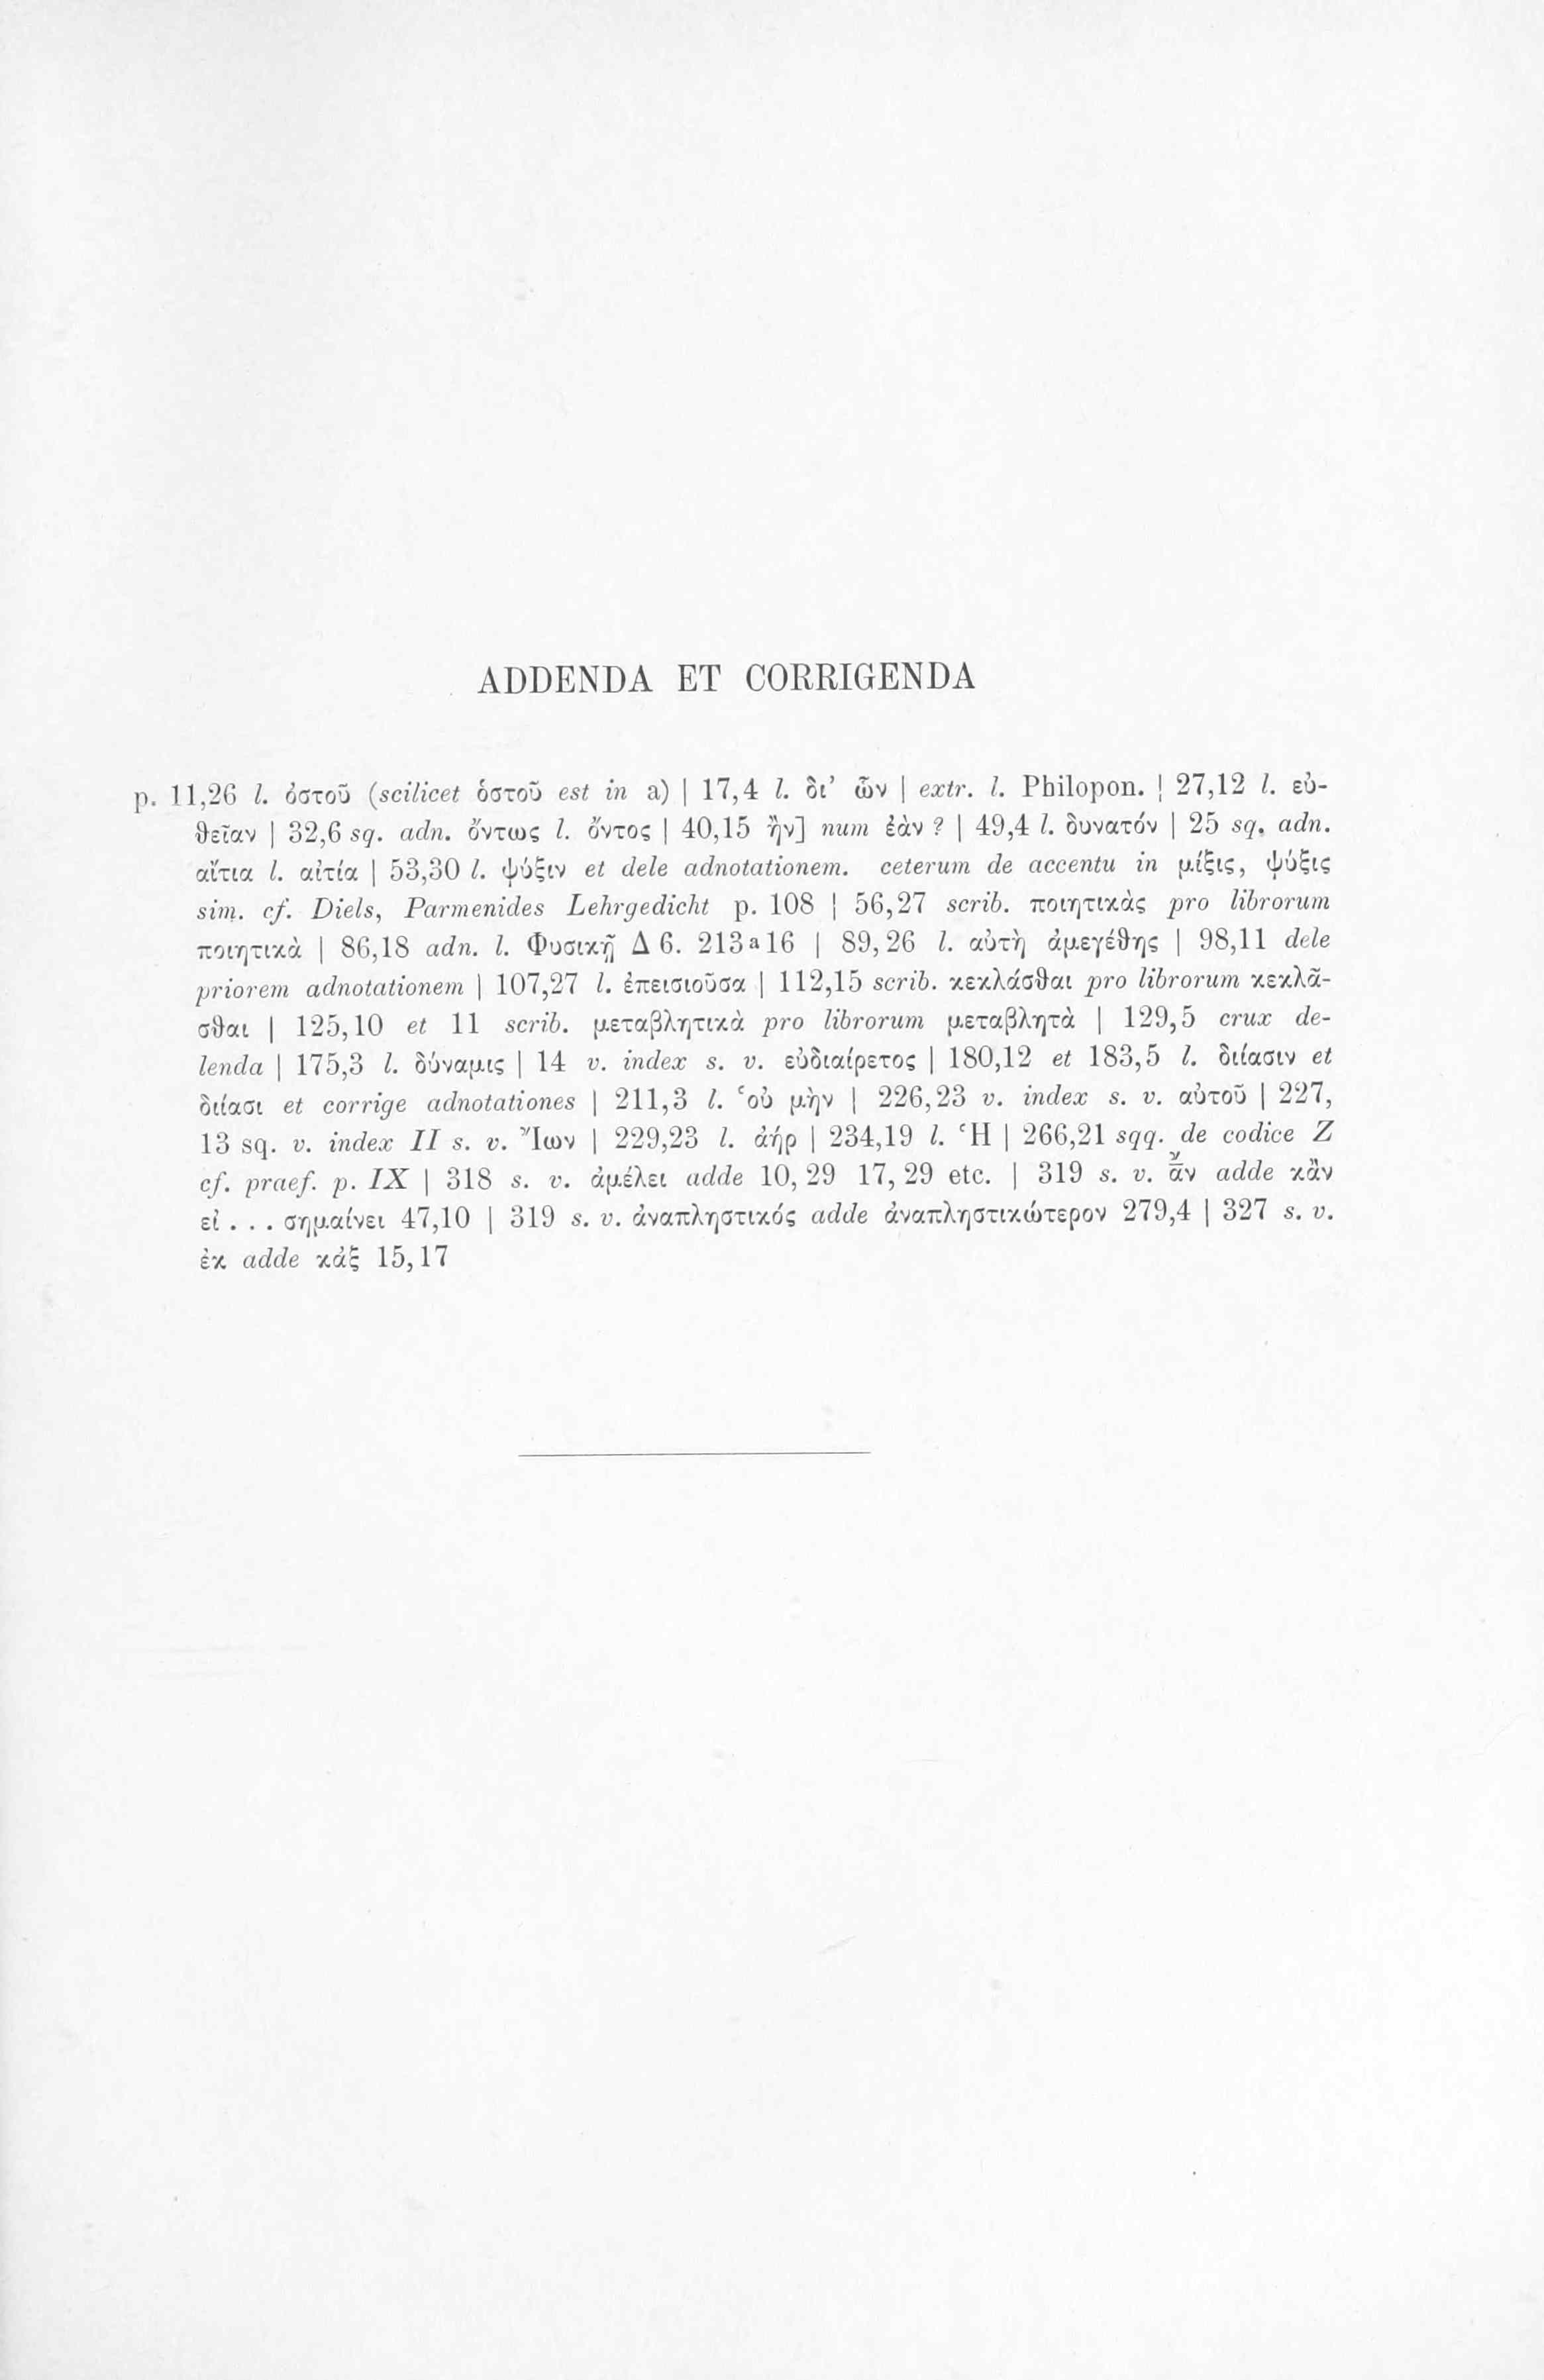 ADDENDA ET CORRIGENDA
p. 11,26 l. ὀστοῦ (scilicet ὁστοῦ est in a) | 17,4 l. δι’ ὧν | extr. l. Philopon. | 27,12 l. εὐ-
θεῖαν | 32,6 sq. adn. ὄντως l. ὄντος | 40,15 ἢν] num ἐὰν ? | 49,4 l. δυνατόν | 25 sq. adn.
αἴτια l. αἰτία | 53,30 l. ψύξιν et dele adnotationem. ceterum de accentu in μίξις, ψύξις
sim. cf. Diels, Parmenides Lehrgedicht p. 108 | 56,27 scrib. ποιητικὰς pro librorum
ποιητικὰ | 86,18 adn. l. Φυσικῇ Δ 6. 213a16 | 89,26 l. αὐτὴ ἀμεγέθης | 98,11 dele
priorem adnotationem | 107,27 l. ἐπεισιοῦσα | 112,15 scrib. κεκλάσθαι pro librorum κεκλᾶ-
σθαι | 125,10 et 11 scrib. μεταβλητικὰ pro librorum μεταβλητὰ | 129,5 crux de-
lenda | 175,3 l. δύναμις | 14 v. index s. v. εὐδιαίρετος | 180,12 et 183,5 l. διίασιν et
διίασι et corrige adnotationes | 211,3 l. ‘οὐ μὴν | 226,23 v. index s. v. αὐτοῦ | 227,
13 sq. v. index II s. v. Ἴων | 229,23 l. ἀήρ | 234,19 l. Ἡ | 266,21 sqq. de codice Z
cf. praef. p. IX | 318 s. v. ἀμέλει adde 10, 29 17, 29 etc. | 319 s. v. ἄν adde κἂν
εἰ . . . σημαίνει 47,10 | 319 s. v. ἀναπληστικός adde ἀναπληστικώτερον 279,4 | 327 s. v.
ἐκ adde κἀξ 15,17